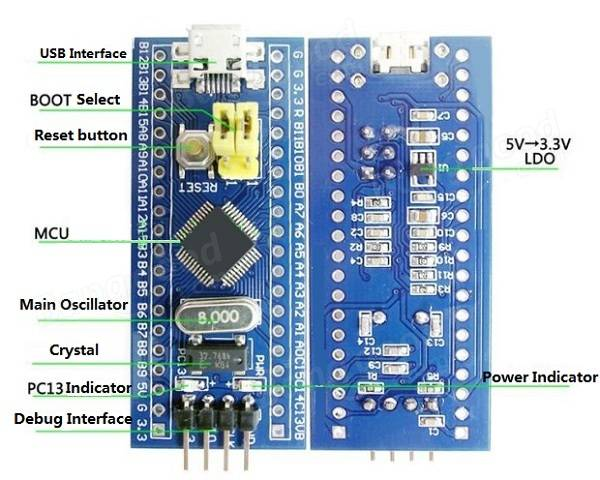 USB Interface
BOOT Select
Reset button
MCU
Main Oscillator
Crystal
PC13 Indicator
Debug Interface
5V→3.3V
LDO
Power Indicator
RESET
8.000
32.768
PC13
PWR
B12 B13 B14 B15 A8 A9 A10 A11 A12 A15 B3 B4 B5 B6 B7 B8 B9 5V G 3.3
G G 3.3 R B11 B10 B1 B0 A7 A6 A5 A4 A3 A2 A1 A0 C15 C14 C13 VB
C7
C5
U1
C15
R4
C8
C2
R2
C4
C6
C10
R9
R10
R11
R3
C14
C13
C12
C9
R1
C1